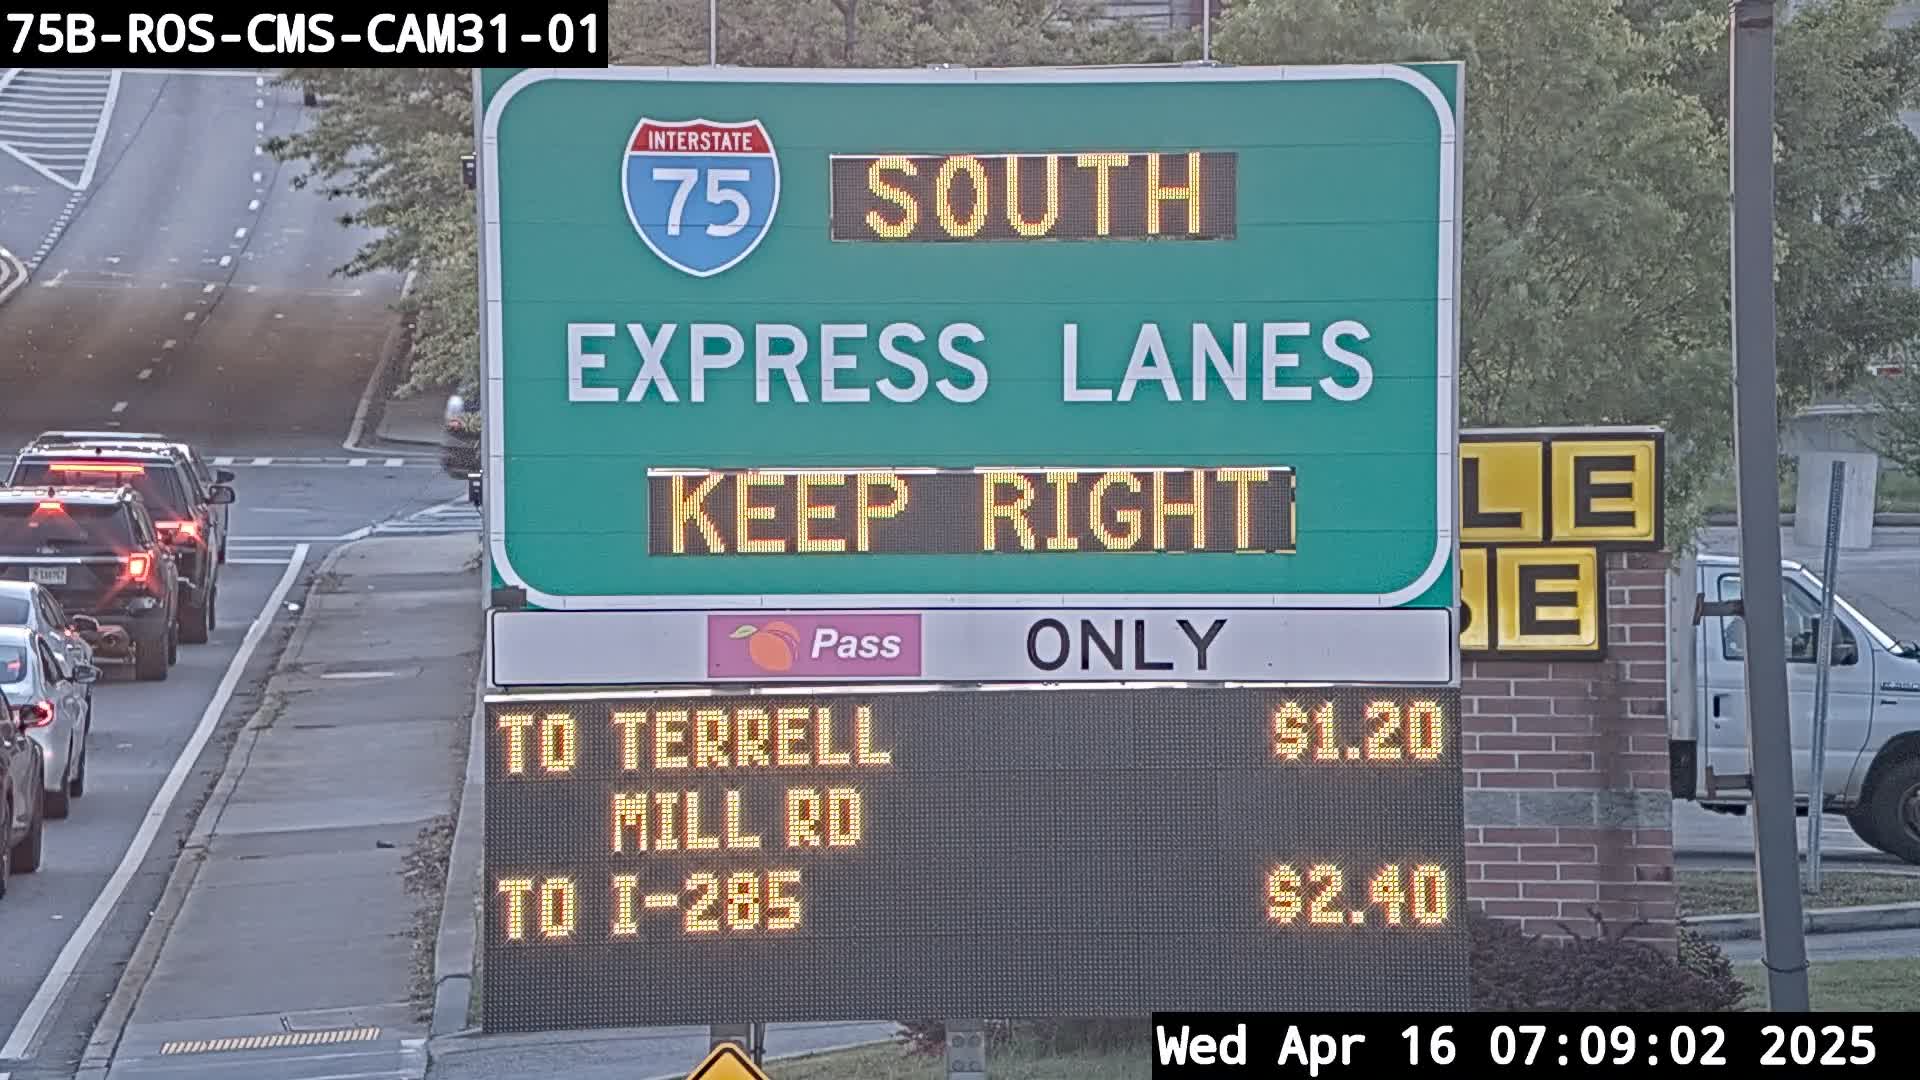 75B-ROS-CMS-CAM31-01
INTERSTATE
75
SOUTH
EXPRESS LANES
KEEP RIGHT
Pass ONLY
TO TERRELL $1.20
MILL RD
TO I-285 $2.40
LE
E
Wed Apr 16 07:09:02 2025